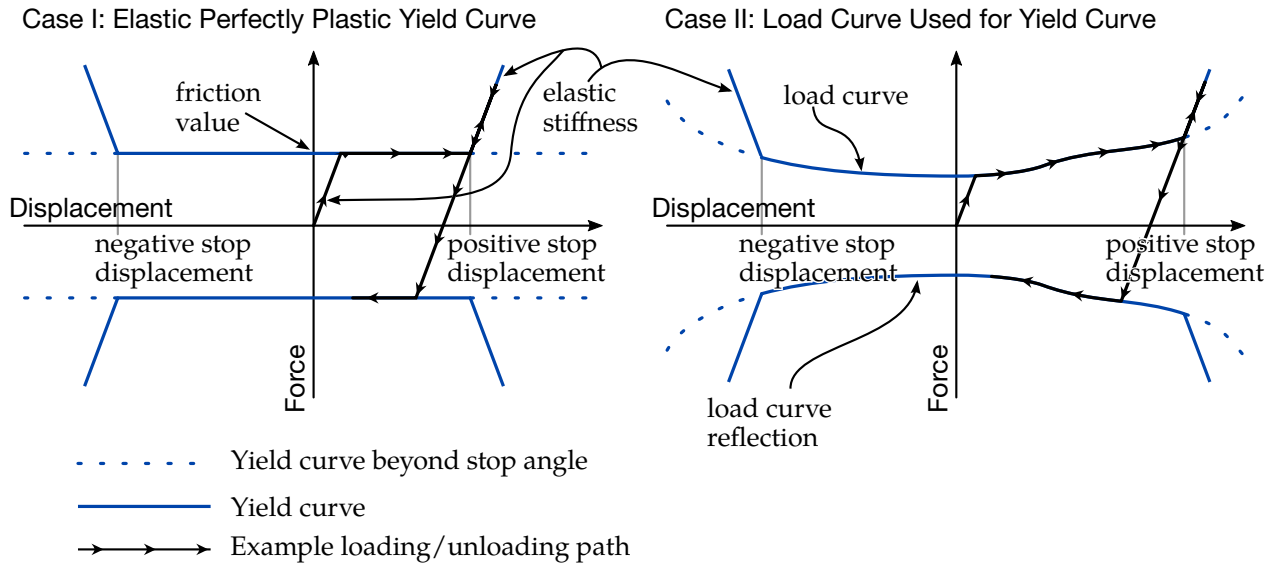 Case I: Elastic Perfectly Plastic Yield Curve
friction
value
elastic
stiffness
Displacement
negative stop
displacement
positive stop
displacement
Force
Case II: Load Curve Used for Yield Curve
load curve
Displacement
negative stop
displacement
positive stop
displacement
Force
load curve
reflection
Yield curve beyond stop angle
Yield curve
Example loading/unloading path